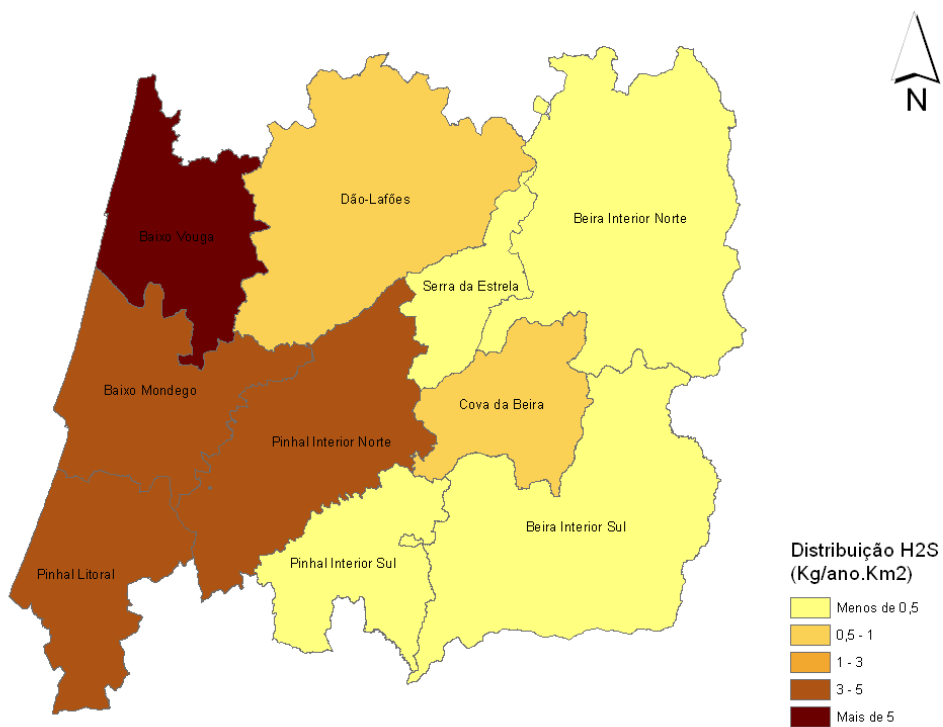 N
Dão-Lafões
Beira Interior Norte
Baixo Vouga
Serra da Estrela
Baixo Mondego
Cova da Beira
Pinhal Interior Norte
Beira Interior Sul
Pinhal Interior Sul
Pinhal Litoral
Distribuição H2S
(Kg/ano.Km2)
Menos de 0,5
0,5 - 1
1 - 3
3 - 5
Mais de 5